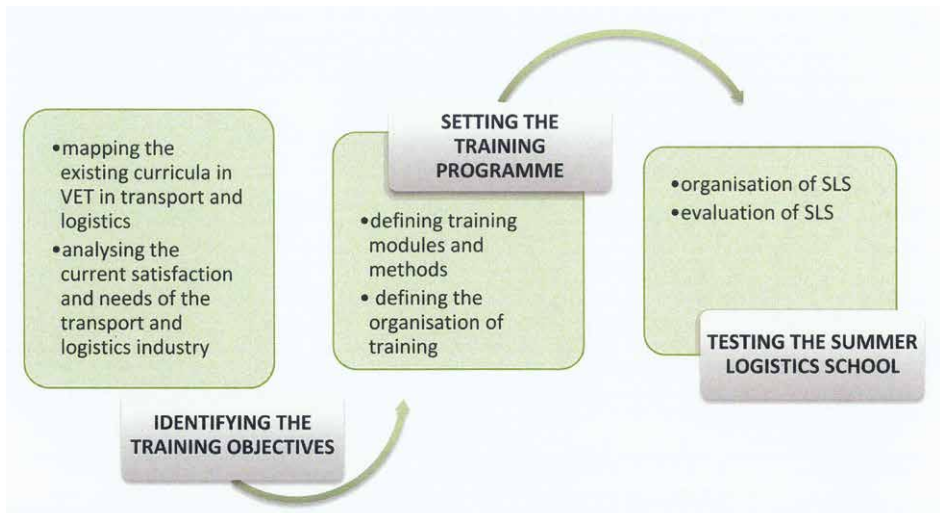 •mapping the
existing curricula in
VET in transport and
logistics
•analysing the
current satisfaction
and needs of the
transport and
logistics industry
IDENTIFYING THE
TRAINING OBJECTIVES
SETTING THE
TRAINING
PROGRAMME
•defining training
modules and
methods
• defining the
organisation of
training
•organisation of SLS
•evaluation of SLS
TESTING THE SUMMER
LOGISTICS SCHOOL